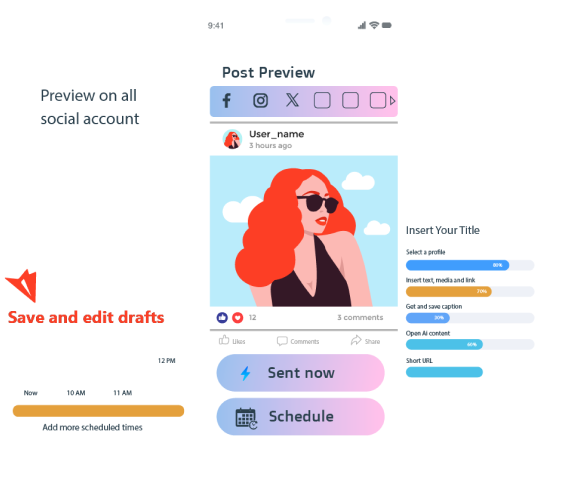 9:41
Post Preview
Preview on all
social account
User_name
3 hours ago
12
3 comments
Likes
Comments
Share
Sent now
Schedule
Save and edit drafts
12 PM
Now
10 AM
11 AM
Add more scheduled times
Insert Your Title
Select a profile
80%
Insert text, media and link
70%
Get and save caption
30%
Open Ai content
60%
Short URL